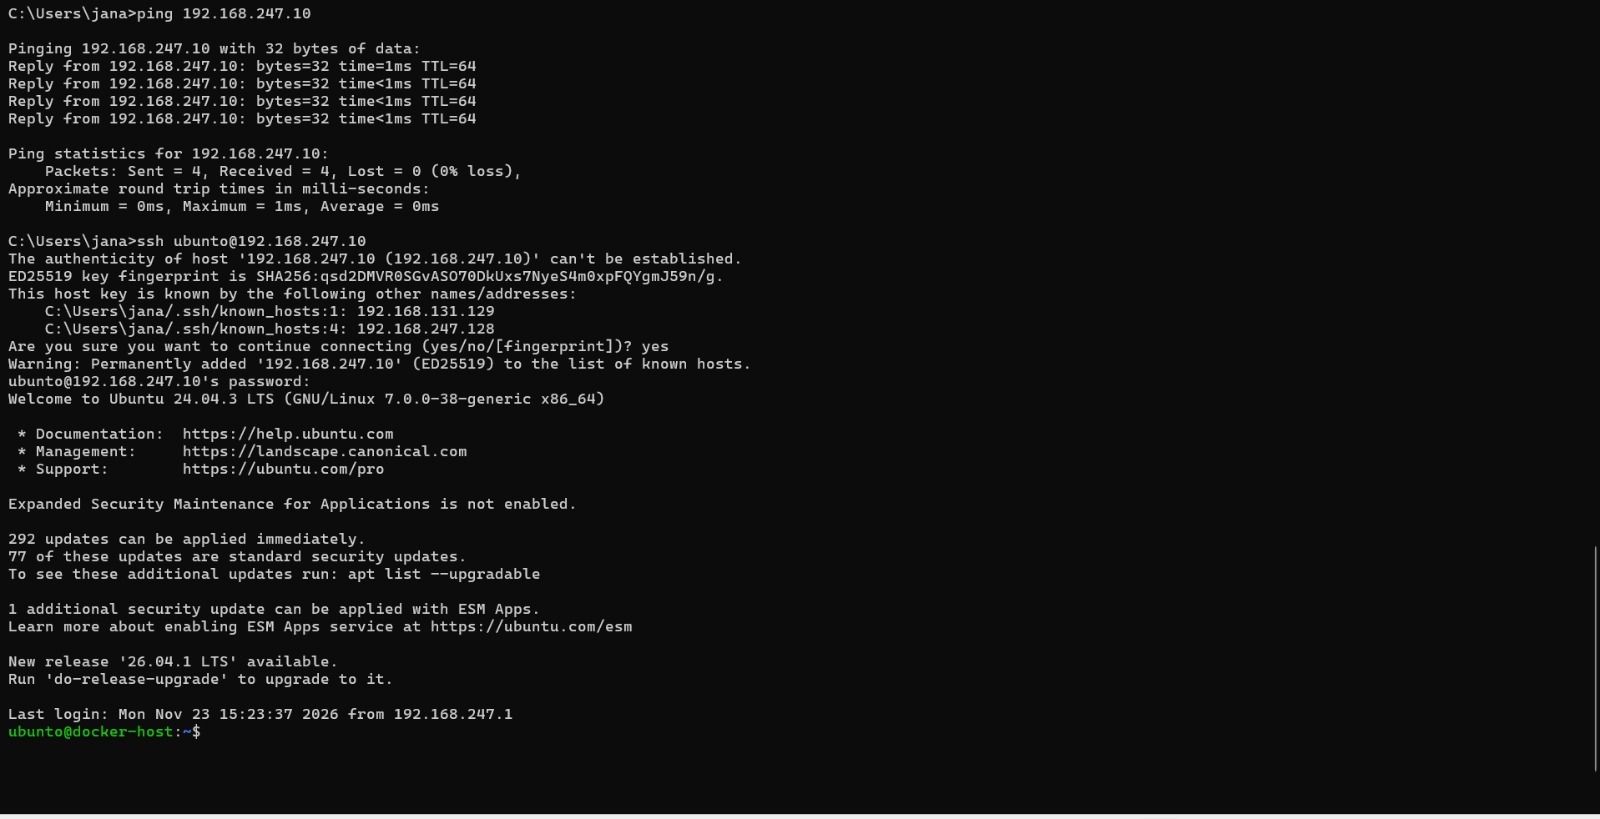 C:\Users\jana>ping 192.168.247.10
Pinging 192.168.247.10 with 32 bytes of data:
Reply from 192.168.247.10: bytes=32 time=1ms TTL=64
Reply from 192.168.247.10: bytes=32 time<1ms TTL=64
Reply from 192.168.247.10: bytes=32 time<1ms TTL=64
Reply from 192.168.247.10: bytes=32 time<1ms TTL=64
Ping statistics for 192.168.247.10:
    Packets: Sent = 4, Received = 4, Lost = 0 (0% loss),
Approximate round trip times in milli-seconds:
    Minimum = 0ms, Maximum = 1ms, Average = 0ms
C:\Users\jana>ssh ubunto@192.168.247.10
The authenticity of host '192.168.247.10 (192.168.247.10)' can't be established.
ED25519 key fingerprint is SHA256:qsd2DMVR0SGvASO70DkUxs7NyeS4m0xpFQYgmJ59n/g.
This host key is known by the following other names/addresses:
    C:\Users\jana/.ssh/known_hosts:1: 192.168.131.129
    C:\Users\jana/.ssh/known_hosts:4: 192.168.247.128
Are you sure you want to continue connecting (yes/no/[fingerprint])? yes
Warning: Permanently added '192.168.247.10' (ED25519) to the list of known hosts.
ubunto@192.168.247.10's password:
Welcome to Ubuntu 24.04.3 LTS (GNU/Linux 7.0.0-38-generic x86_64)
 * Documentation:  https://help.ubuntu.com
 * Management:     https://landscape.canonical.com
 * Support:        https://ubuntu.com/pro
Expanded Security Maintenance for Applications is not enabled.
292 updates can be applied immediately.
77 of these updates are standard security updates.
To see these additional updates run: apt list --upgradable
1 additional security update can be applied with ESM Apps.
Learn more about enabling ESM Apps service at https://ubuntu.com/esm
New release '26.04.1 LTS' available.
Run 'do-release-upgrade' to upgrade to it.
Last login: Mon Nov 23 15:23:37 2026 from 192.168.247.1
ubunto@docker-host:~$